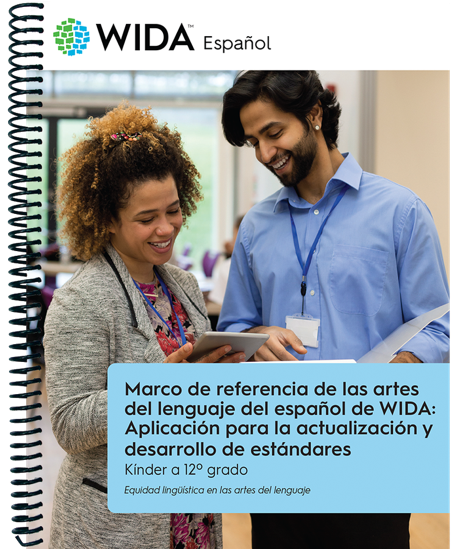 WIDA™ Español
Marco de referencia de las artes
del lenguaje del español de WIDA:
Aplicación para la actualización y
desarrollo de estándares
Kínder a 12º grado
Equidad lingüística en las artes del lenguaje